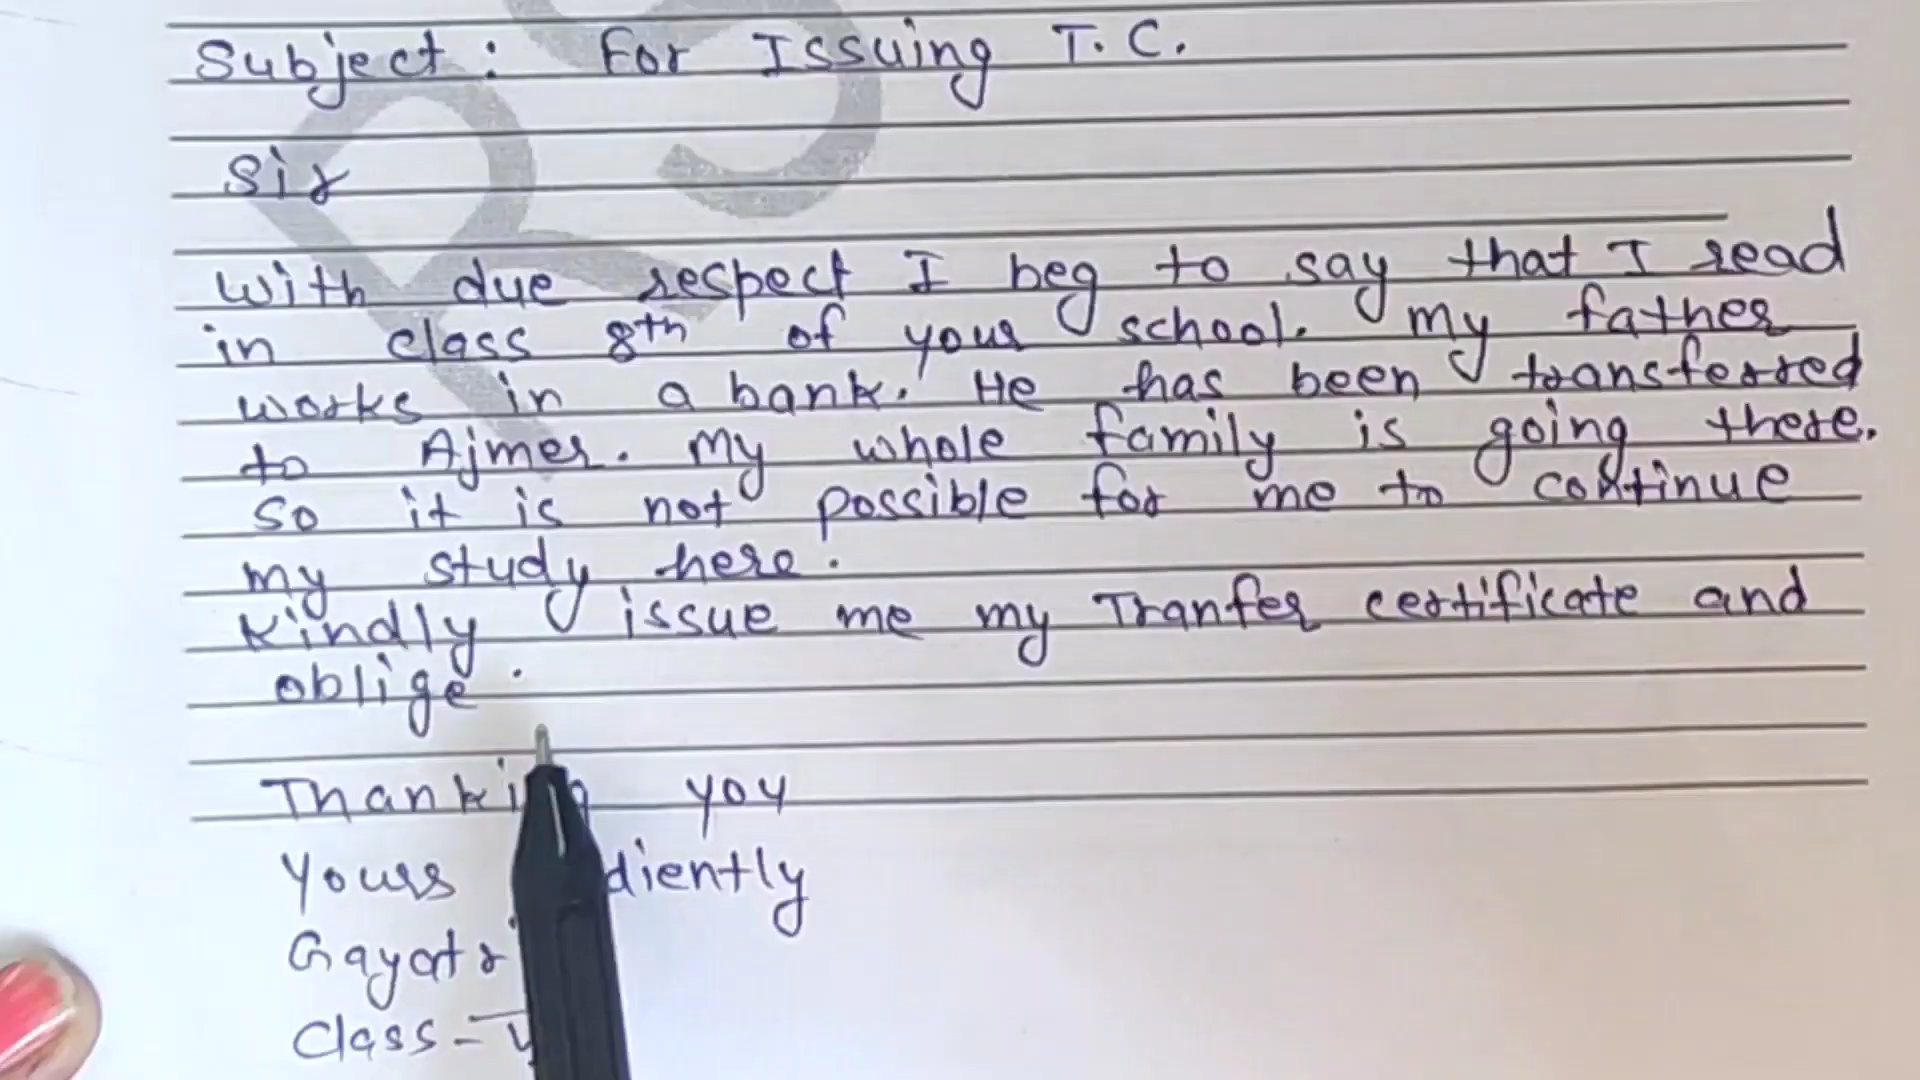 Subject: For Issuing T.C.
Sir
With due respect I beg to say that I read
in class 8th of your school. My father
works in a bank. He has been transferred
to Ajmer. My whole family is going there.
So it is not possible for me to continue
my study here.
Kindly issue me my Tranfer certificate and
oblige.
Thanking you
Yours
Gayatri
Class -